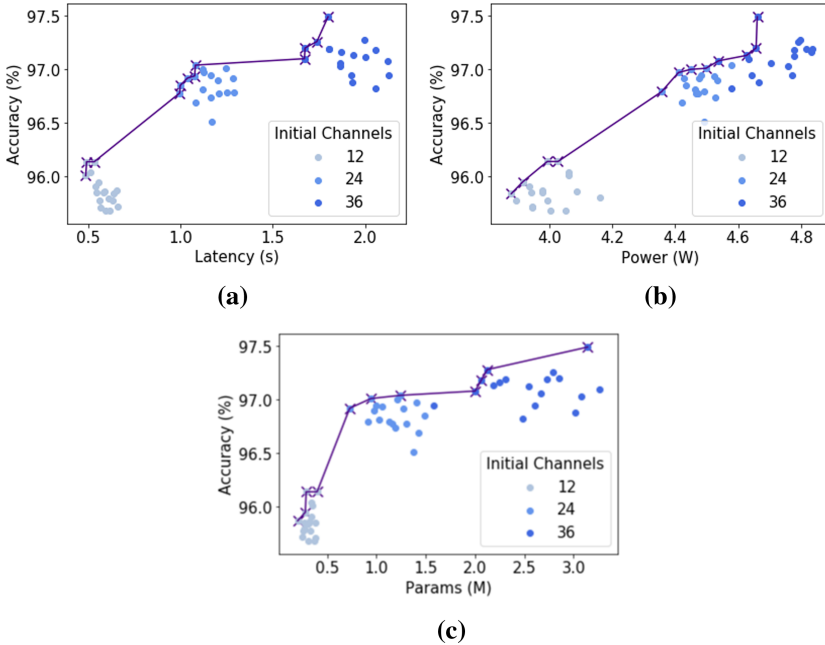 97.5
97.0
96.5
96.0
Accuracy (%)
Initial Channels
12
24
36
0.5 1.0 1.5 2.0
Latency (s)
(a)
97.5
97.0
96.5
96.0
Accuracy (%)
Initial Channels
12
24
36
4.0 4.2 4.4 4.6 4.8
Power (W)
(b)
97.5
97.0
96.5
96.0
Accuracy (%)
Initial Channels
12
24
36
0.5 1.0 1.5 2.0 2.5 3.0
Params (M)
(c)